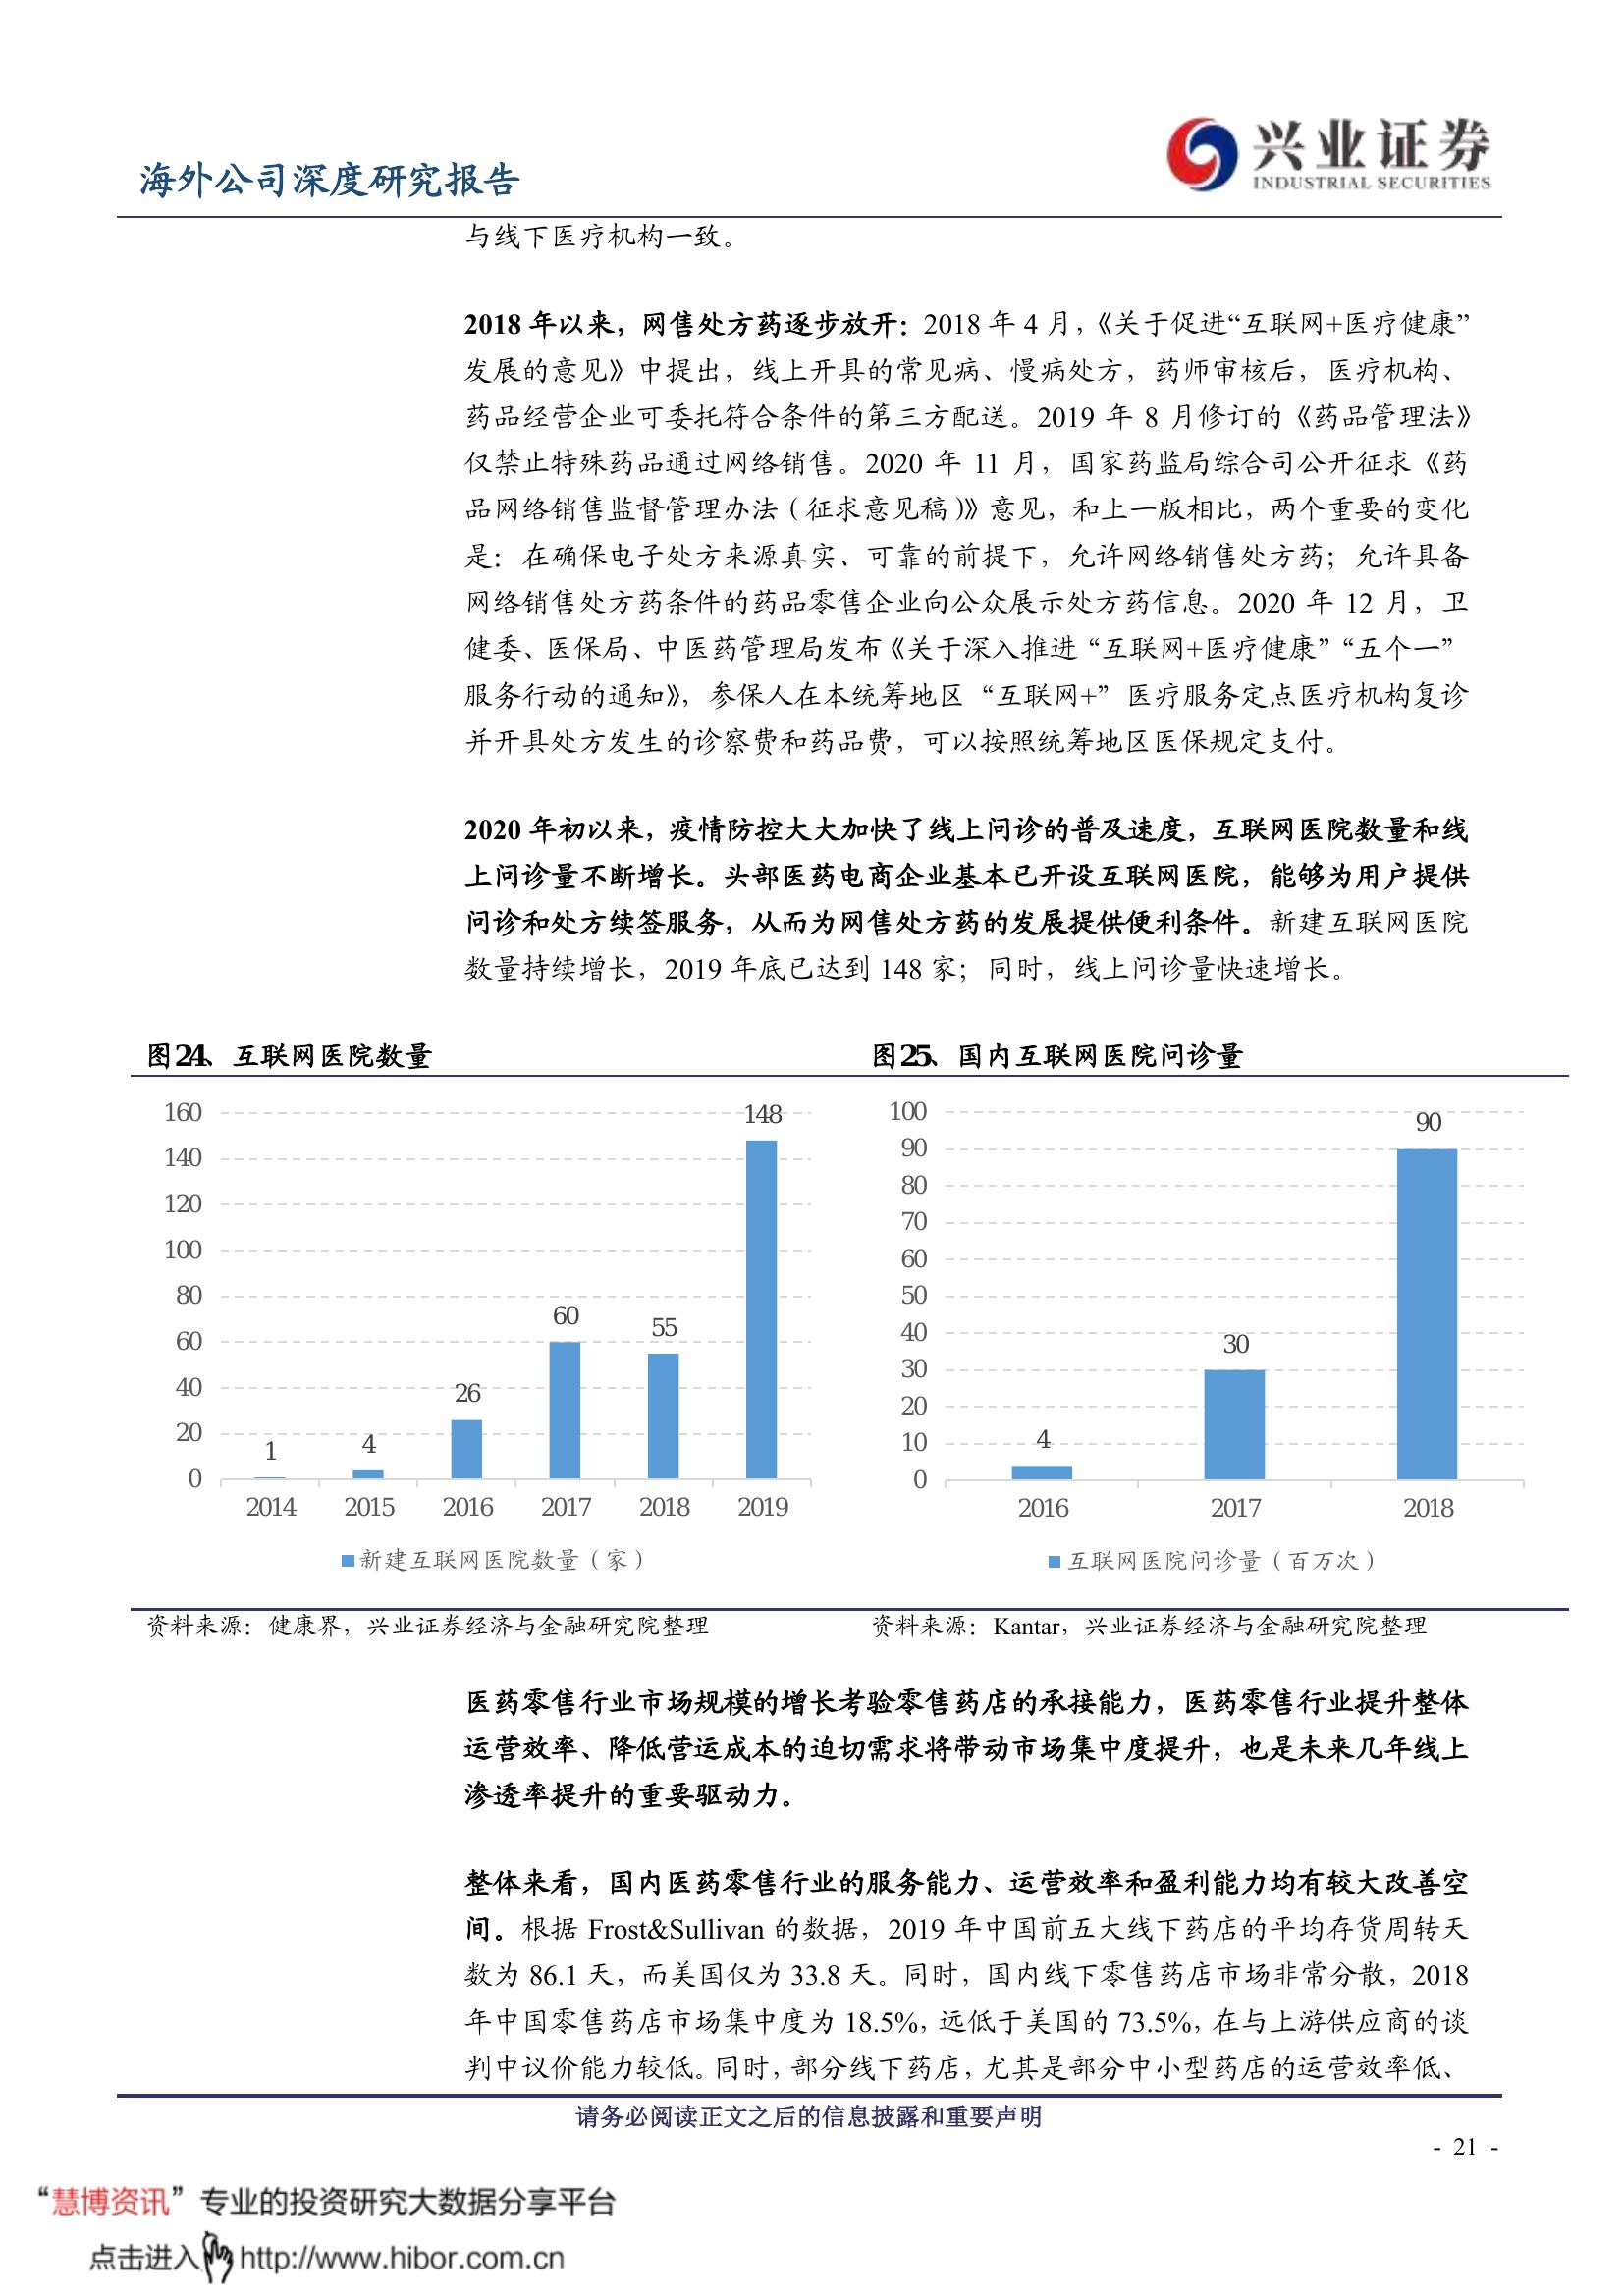 海外公司深度研究报告
兴业证券
INDUSTRIAL SECURITIES
与线下医疗机构一致。
2018 年以来，网售处方药逐步放开：2018 年 4 月，《关于促进“互联网+医疗健康”
发展的意见》中提出，线上开具的常见病、慢病处方，药师审核后，医疗机构、
药品经营企业可委托符合条件的第三方配送。2019 年 8 月修订的《药品管理法》
仅禁止特殊药品通过网络销售。2020 年 11 月，国家药监局综合司公开征求《药
品网络销售监督管理办法（征求意见稿）》意见，和上一版相比，两个重要的变化
是：在确保电子处方来源真实、可靠的前提下，允许网络销售处方药；允许具备
网络销售处方药条件的药品零售企业向公众展示处方药信息。2020 年 12 月，卫
健委、医保局、中医药管理局发布《关于深入推进“互联网+医疗健康”“五个一”
服务行动的通知》，参保人在本统筹地区“互联网+”医疗服务定点医疗机构复诊
并开具处方发生的诊察费和药品费，可以按照统筹地区医保规定支付。
2020 年初以来，疫情防控大大加快了线上问诊的普及速度，互联网医院数量和线
上问诊量不断增长。头部医药电商企业基本已开设互联网医院，能够为用户提供
问诊和处方续签服务，从而为网售处方药的发展提供便利条件。新建互联网医院
数量持续增长，2019 年底已达到 148 家；同时，线上问诊量快速增长。
图24、互联网医院数量
160
140
120
100
80
60
40
20
0
1
4
26
60
55
148
2014 2015 2016 2017 2018 2019
新建互联网医院数量（家）
资料来源：健康界，兴业证券经济与金融研究院整理
图25、国内互联网医院问诊量
100
90
80
70
60
50
40
30
20
10
0
4
30
90
2016 2017 2018
互联网医院问诊量（百万次）
资料来源：Kantar，兴业证券经济与金融研究院整理
医药零售行业市场规模的增长考验零售药店的承接能力，医药零售行业提升整体
运营效率、降低营运成本的迫切需求将带动市场集中度提升，也是未来几年线上
渗透率提升的重要驱动力。
整体来看，国内医药零售行业的服务能力、运营效率和盈利能力均有较大改善空
间。根据 Frost&Sullivan 的数据，2019 年中国前五大线下药店的平均存货周转天
数为 86.1 天，而美国仅为 33.8 天。同时，国内线下零售药店市场非常分散，2018
年中国零售药店市场集中度为 18.5%，远低于美国的 73.5%，在与上游供应商的谈
判中议价能力较低。同时，部分线下药店，尤其是部分中小型药店的运营效率低、
请务必阅读正文之后的信息披露和重要声明
- 21 -
“慧博资讯”专业的投资研究大数据分享平台
点击进入http://www.hibor.com.cn